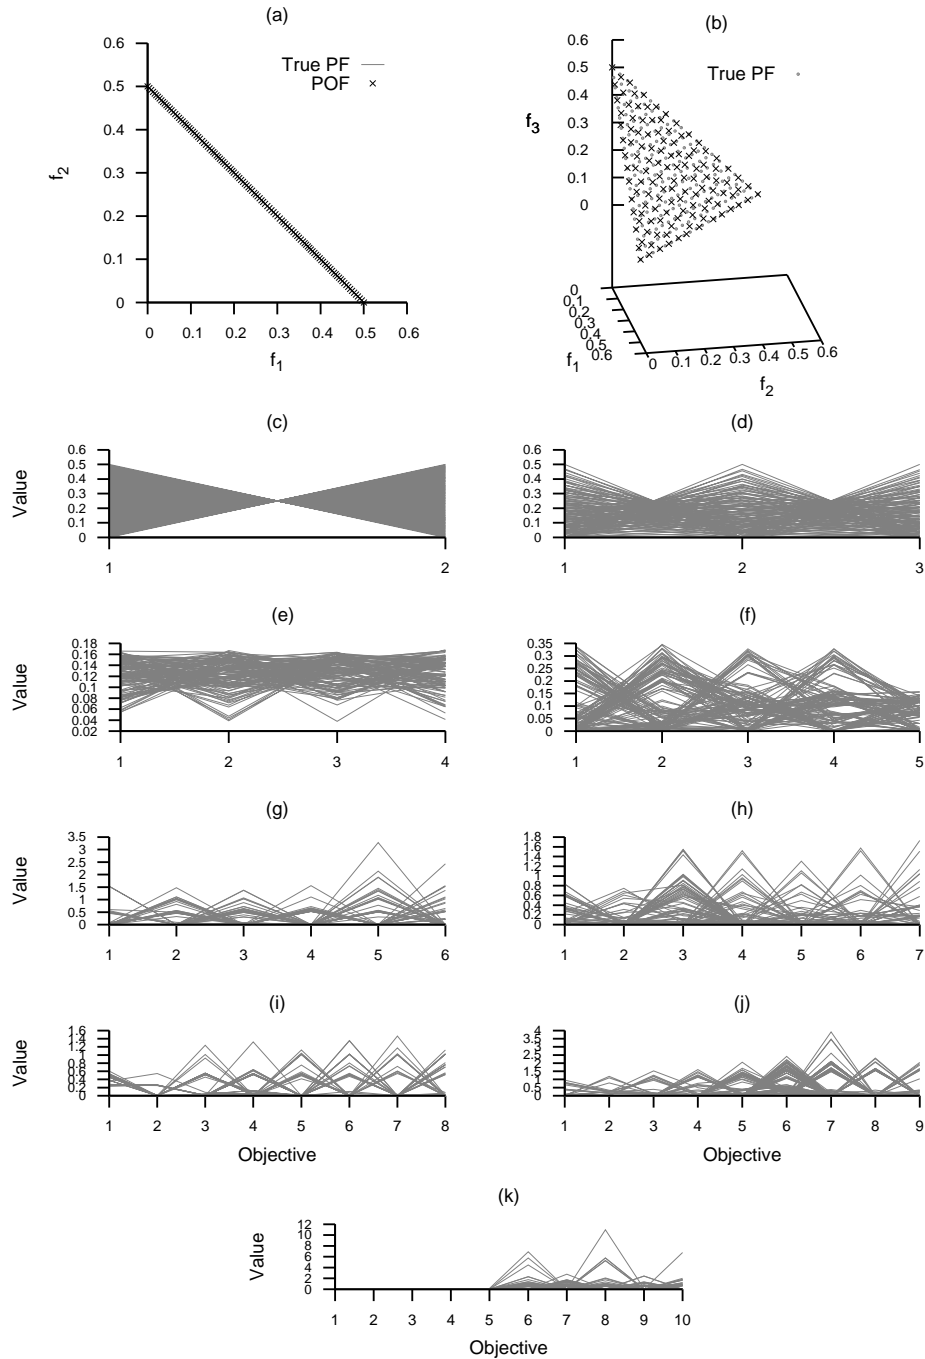 (a)
0.6
0.5
0.4
0.3
0.2
0.1
0
f2
True PF
POF
0 0.1 0.2 0.3 0.4 0.5 0.6
f1
(b)
0.6
0.5
0.4
0.3
0.2
0.1
0
f3
True PF
0
0.1
0.2
0.3
0.4
0.5
0.6
f1
0 0.1 0.2 0.3 0.4 0.5 0.6
f2
(c)
Value
0.6
0.5
0.4
0.3
0.2
0.1
0
1 2
(d)
0.6
0.5
0.4
0.3
0.2
0.1
0
1 2 3
(e)
Value
0.18
0.16
0.14
0.12
0.1
0.08
0.06
0.04
0.02
1 2 3 4
(f)
0.35
0.3
0.25
0.2
0.15
0.1
0.05
0
1 2 3 4 5
(g)
Value
3.5
3
2.5
2
1.5
1
0.5
0
1 2 3 4 5 6
(h)
1.8
1.6
1.4
1.2
1
0.8
0.6
0.4
0.2
0
1 2 3 4 5 6 7
(i)
Value
1.6
1.4
1.2
1
0.8
0.6
0.4
0.2
0
1 2 3 4 5 6 7 8
Objective
(j)
4
3.5
3
2.5
2
1.5
1
0.5
0
1 2 3 4 5 6 7 8 9
Objective
(k)
Value
12
10
8
6
4
2
0
1 2 3 4 5 6 7 8 9 10
Objective